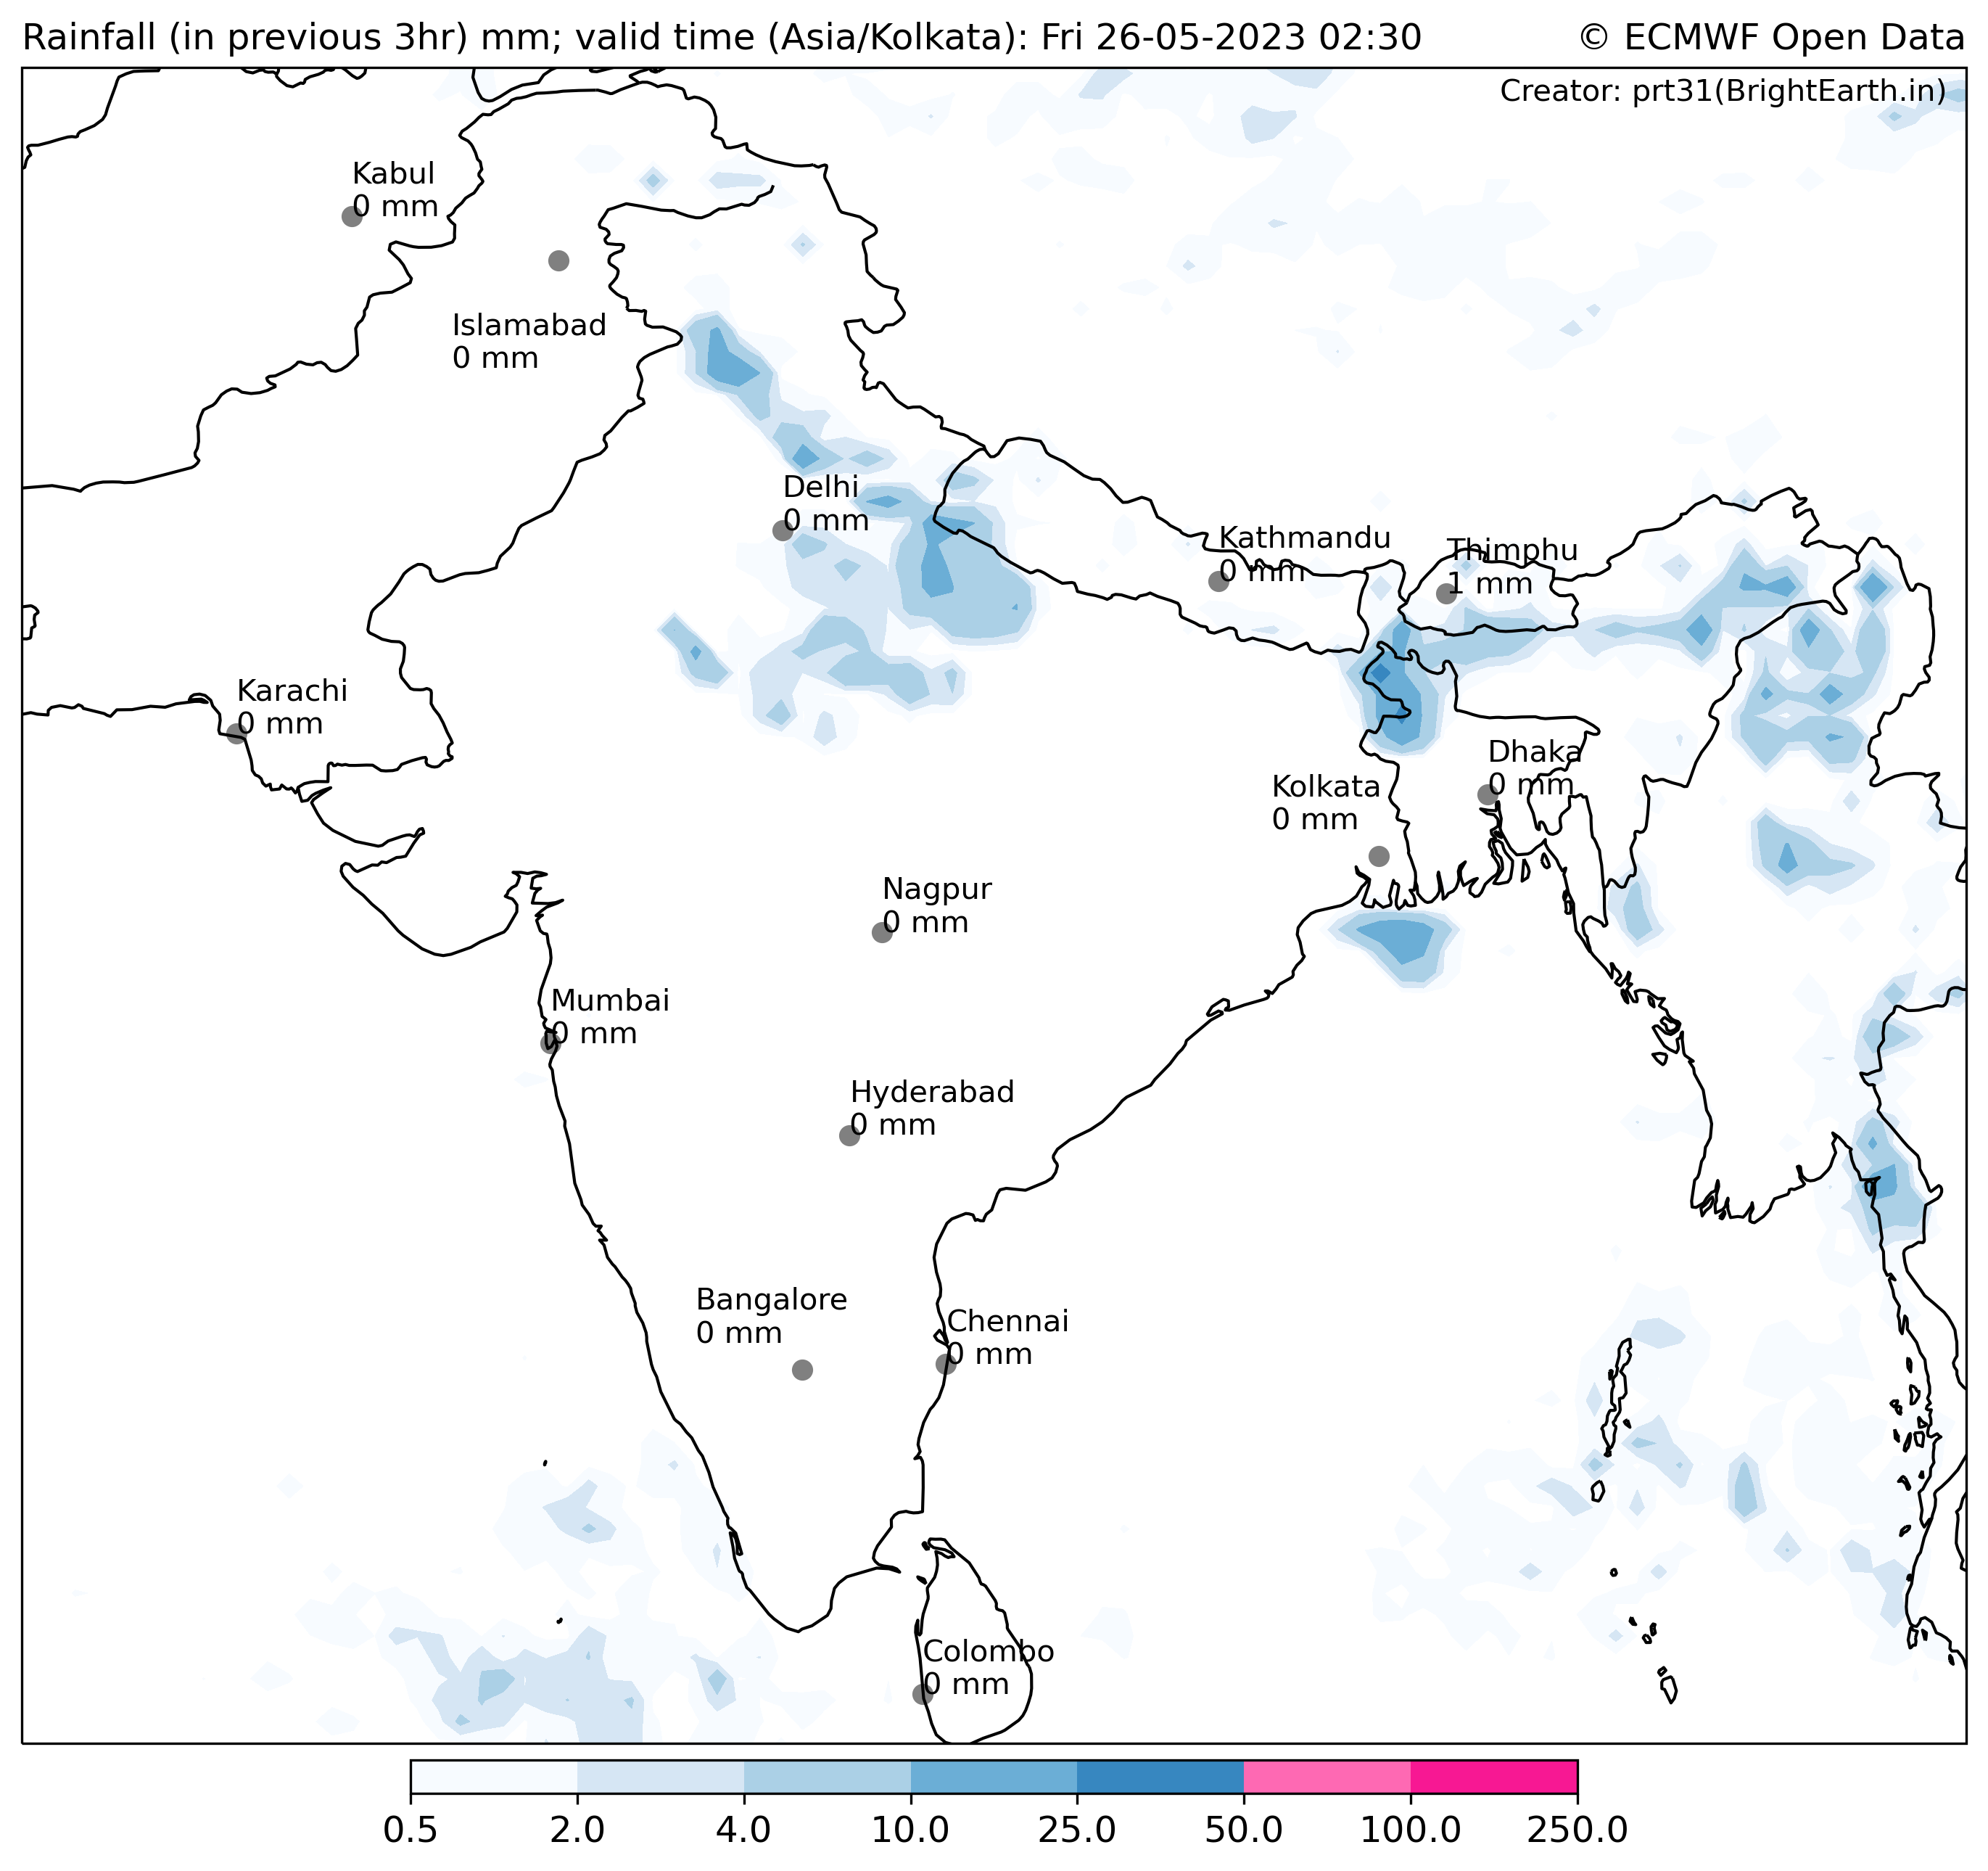 Rainfall (in previous 3hr) mm; valid time (Asia/Kolkata): Fri 26-05-2023 02:30
© ECMWF Open Data
Creator: prt31(BrightEarth.in)
Kabul
0 mm
Islamabad
0 mm
Delhi
0 mm
Kathmandu
0 mm
Thimphu
1 mm
Karachi
0 mm
Dhaka
0 mm
Kolkata
0 mm
Nagpur
0 mm
Mumbai
0 mm
Hyderabad
0 mm
Bangalore
0 mm
Chennai
0 mm
Colombo
0 mm
0.5 2.0 4.0 10.0 25.0 50.0 100.0 250.0